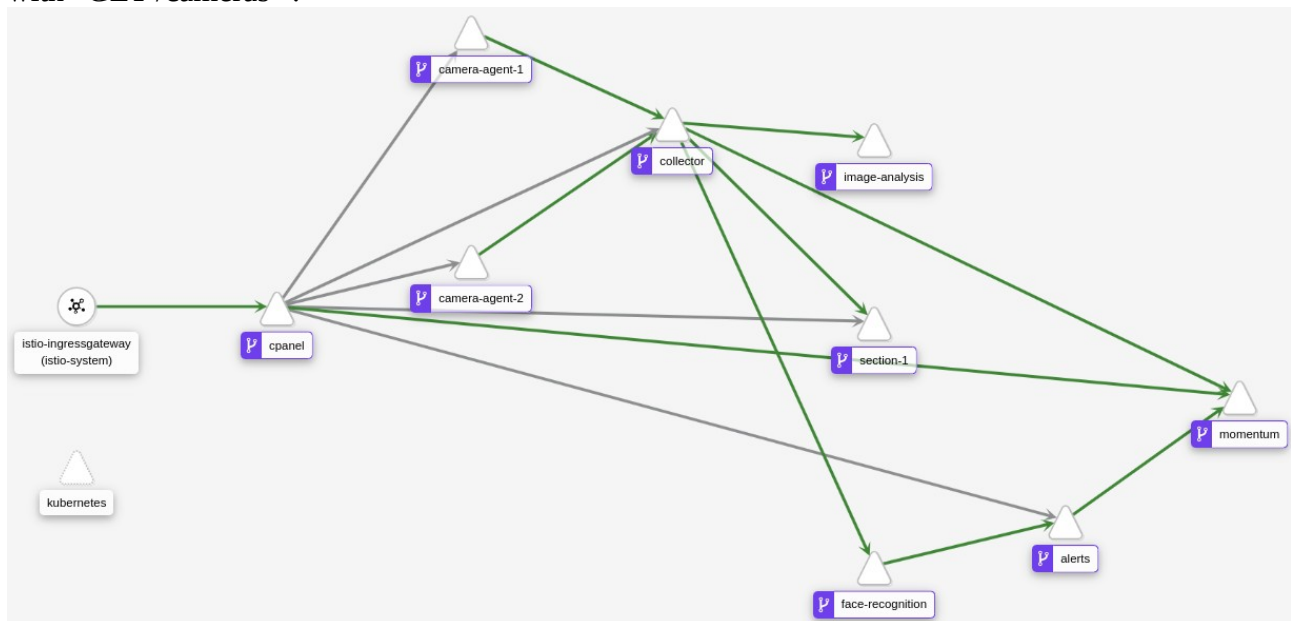 camera-agent-1
collector
image-analysis
camera-agent-2
istio-ingressgateway
(istio-system)
cpanel
section-1
momentum
kubernetes
alerts
face-recognition